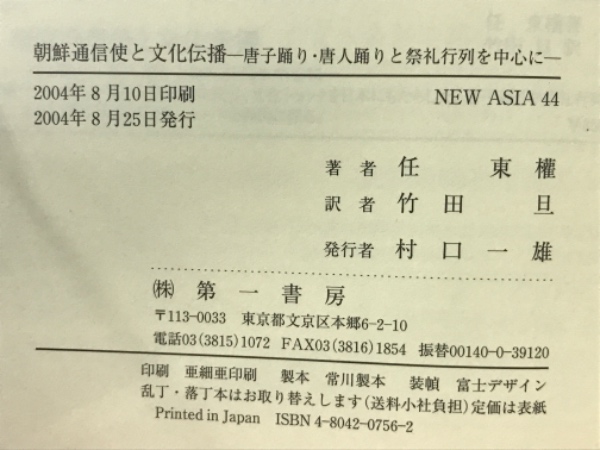 朝鮮通信使と文化伝播―唐子踊り・唐人踊りと祭礼行列を中心に―
2004年8月10日印刷 NEW ASIA 44
2004年8月25日発行
著者 任東權
訳者 竹田旦
発行者 村口一雄
㈱ 第一書房
〒113-0033 東京都文京区本郷6-2-10
電話03(3815)1072 FAX03(3816)1854 振替00140-0-39120
印刷 亜細亜印刷 製本 常川製本 装幀 富士デザイン
乱丁・落丁本はお取り替えします(送料小社負担)定価は表紙
Printed in Japan ISBN 4-8042-0756-2